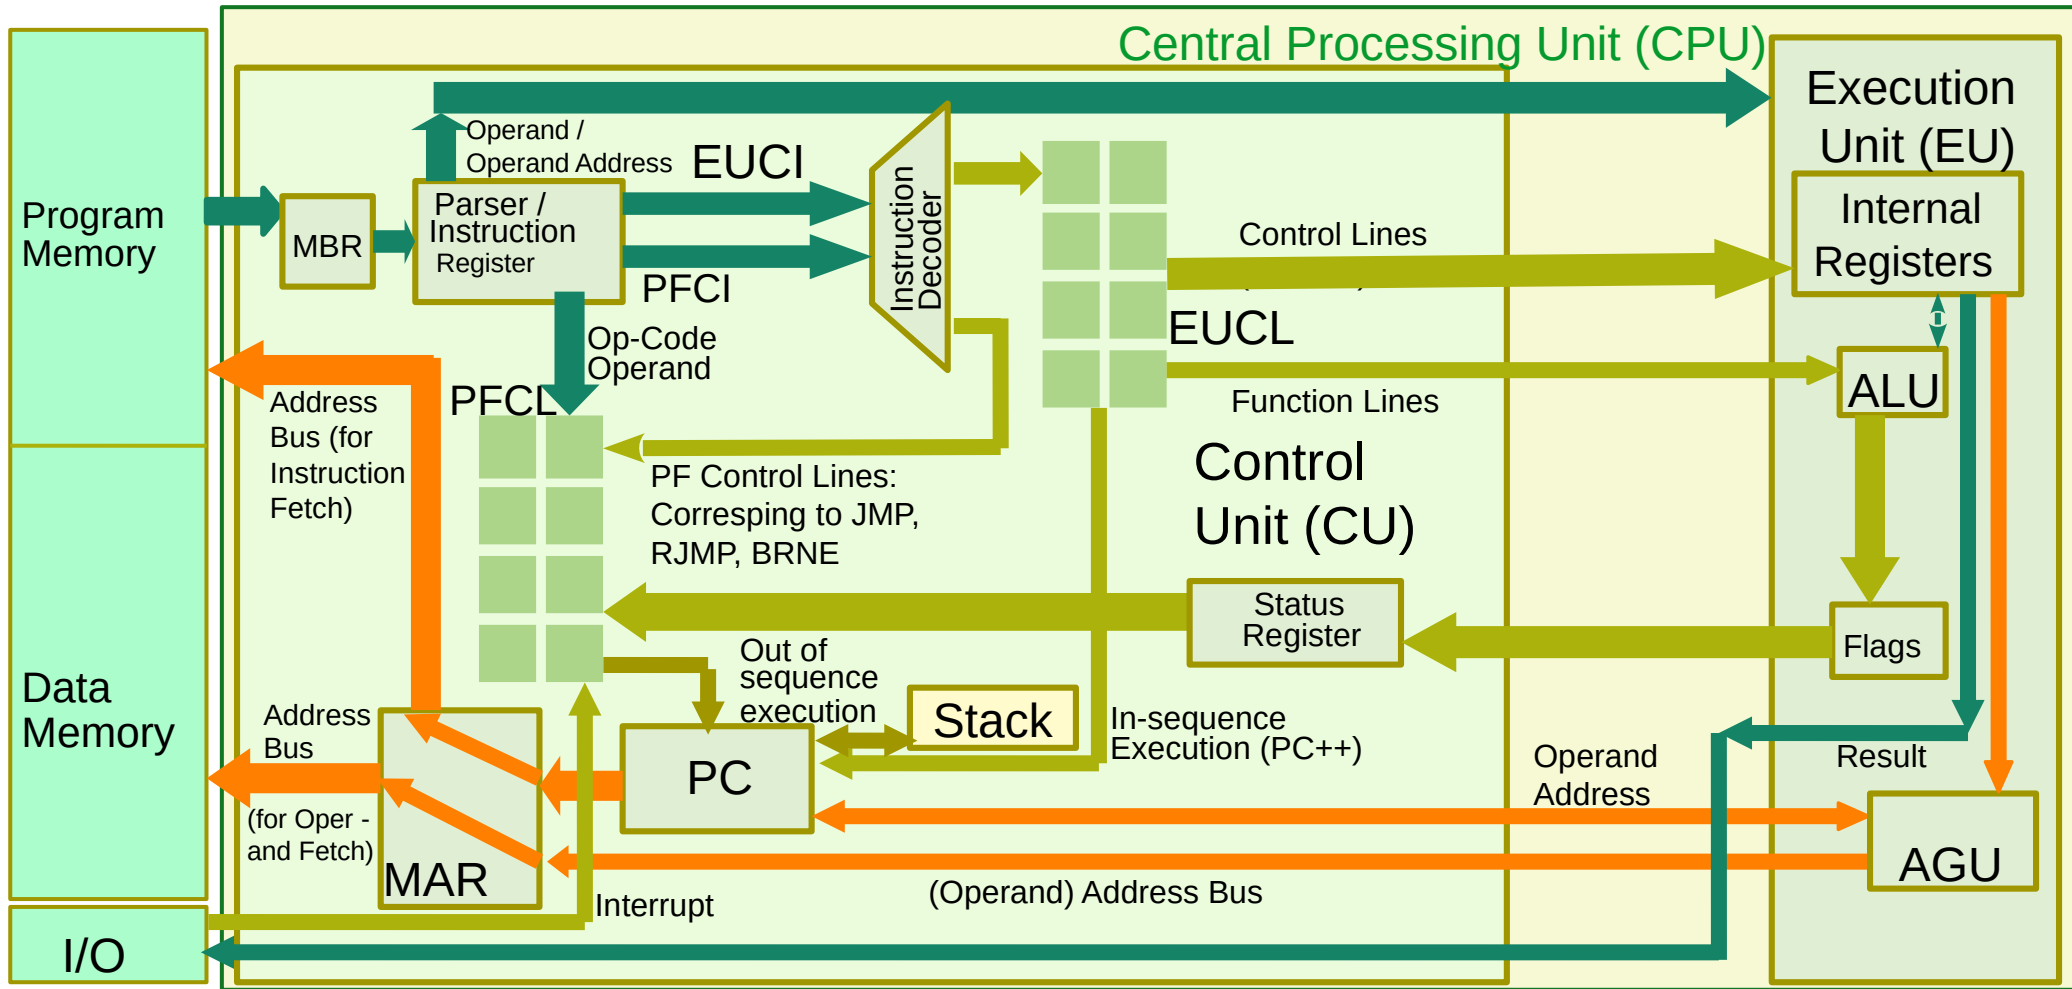 Central Processing Unit (CPU)
Program
Memory
Data
Memory
I/O
MBR
Operand /
Operand Address
Parser /
Instruction
Register
EUCI
PFCI
Op-Code
Operand
Instruction
Decoder
PFCL
Address
Bus (for
Instruction
Fetch)
PF Control Lines:
Corresping to JMP,
RJMP, BRNE
Control Lines
EUCL
Function Lines
Control
Unit (CU)
Status
Register
Out of
sequence
execution
Stack
In-sequence
Execution (PC++)
PC
Address
Bus
(for Oper -
and Fetch)
MAR
Interrupt
(Operand) Address Bus
Operand
Address
Execution
Unit (EU)
Internal
Registers
ALU
Flags
Result
AGU